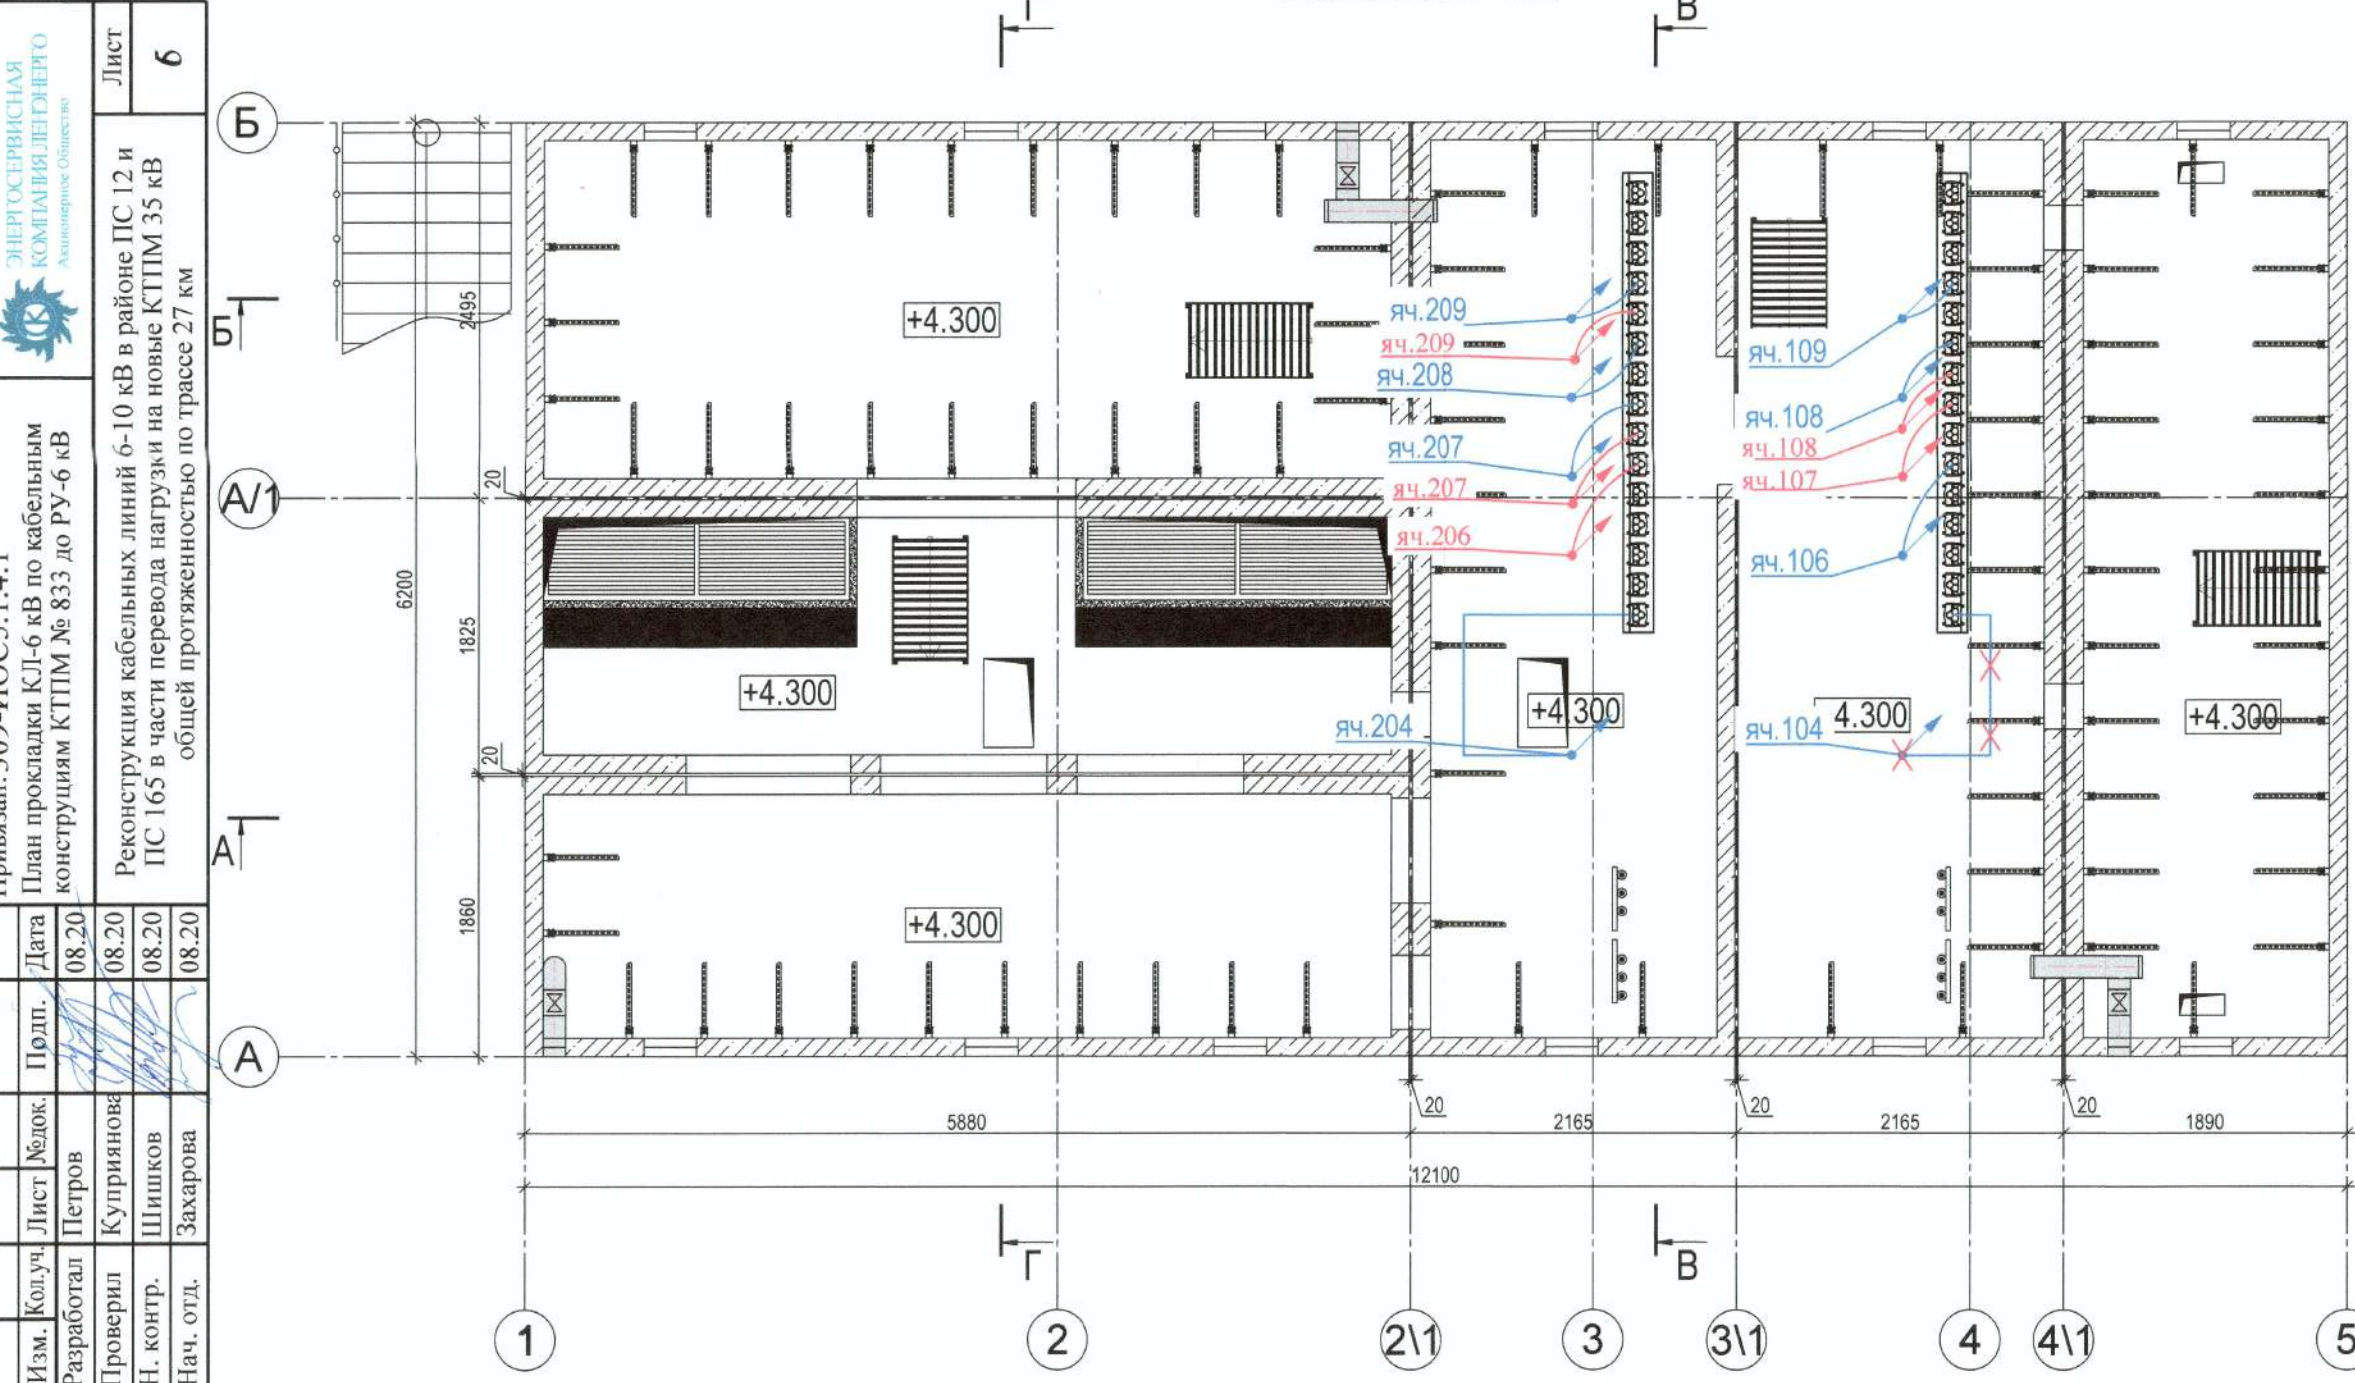 ЭНЕРГОСЕРВИСНАЯ
КОМПАНИЯ ЛЕНЭНЕРГО
Акционерное Общество
Лист
6
План прокладки КЛ-6 кВ по кабельным
конструкциям КТПМ № 833 до РУ-6 кВ
Реконструкция кабельных линий 6-10 кВ в районе ПС 12 и
ПС 165 в части перевода нагрузки на новые КТПМ 35 кВ
общей протяженностью по трассе 27 км
Изм. Кол.уч. Лист №док. Подп. Дата
Разработал Петров 08.20
Проверил Куприянова 08.20
Н. контр. Шишков 08.20
Нач. отд. Захарова 08.20
Г
В
Б
Б
А/1
А
А
2495
20
6200
1825
20
1860
+4.300
+4.300
+4.300
+4.300
4.300
+4.300
яч.209
яч.209
яч.208
яч.207
яч.207
яч.206
яч.204
яч.109
яч.108
яч.108
яч.107
яч.106
яч.104
20
20
20
5880
2165
2165
1890
12100
Г
В
1
2
2\1
3
3\1
4
4\1
5